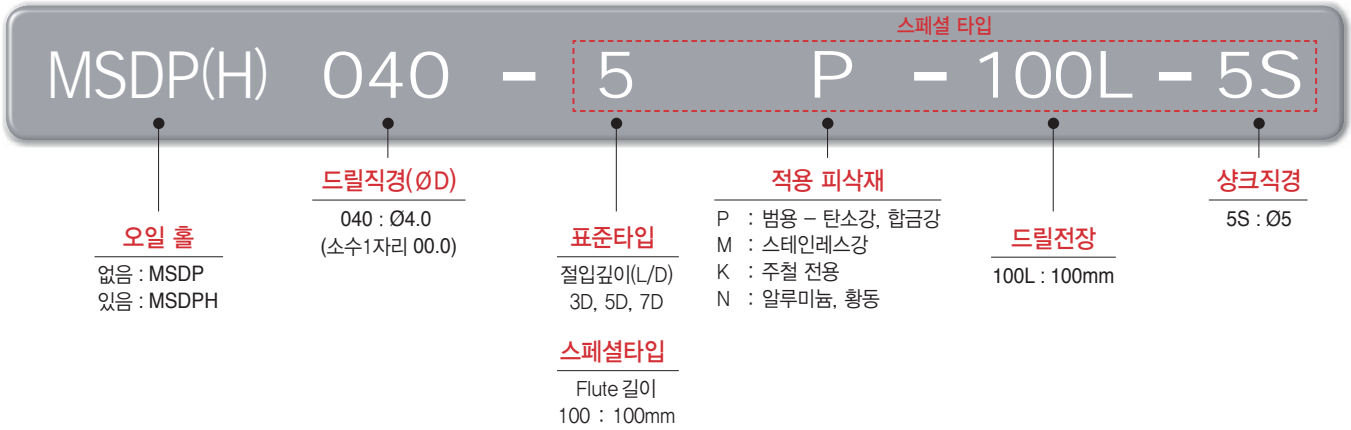 스페셜 타입
MSDP(H) 040 - 5 P - 100L - 5S
오일 홀
없음 : MSDP
있음 : MSDPH
드릴직경(ØD)
040 : Ø4.0
(소수1자리 00.0)
표준타입
절입깊이(L/D)
3D, 5D, 7D
스페셜타입
Flute 길이
100 : 100mm
적용 피삭재
P : 범용 – 탄소강, 합금강
M : 스테인레스강
K : 주철 전용
N : 알루미늄, 황동
드릴전장
100L : 100mm
샹크직경
5S : Ø5